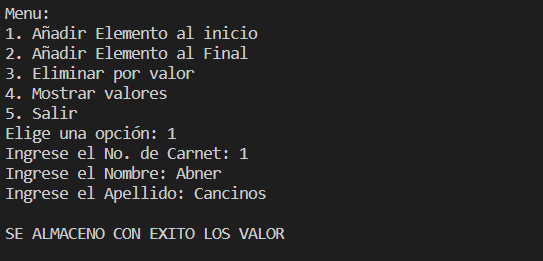 Menu:
1. Añadir Elemento al inicio
2. Añadir Elemento al Final
3. Eliminar por valor
4. Mostrar valores
5. Salir
Elige una opción: 1
Ingrese el No. de Carnet: 1
Ingrese el Nombre: Abner
Ingrese el Apellido: Cancinos
SE ALMACENO CON EXITO LOS VALOR